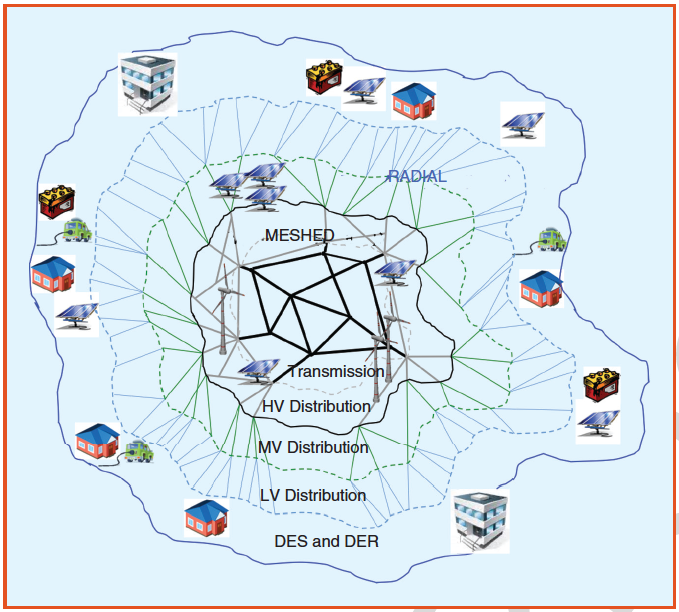 RADIAL
MESHED
Transmission
HV Distribution
MV Distribution
LV Distribution
DES and DER